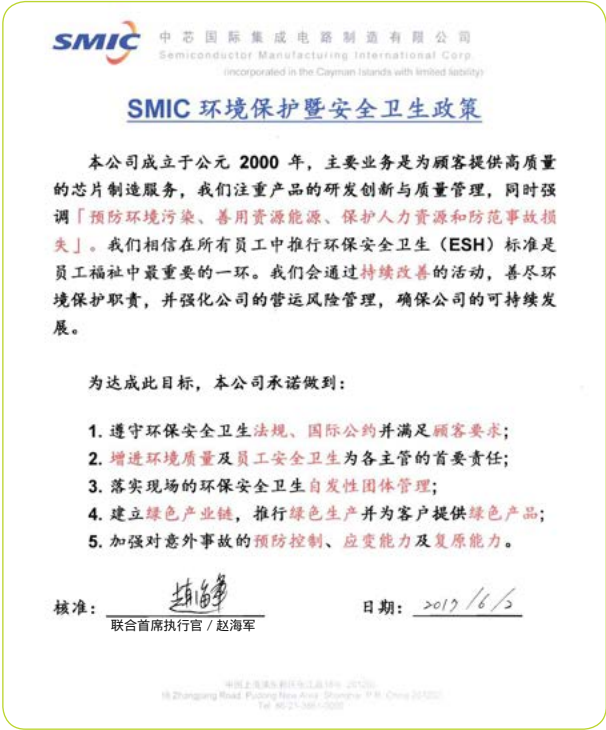 SMIC 中芯国际集成电路制造有限公司
Semiconductor Manufacturing International Corp.
(incorporated in the Cayman Islands with limited liability)
SMIC 环境保护暨安全卫生政策
本公司成立于公元 2000 年，主要业务是为顾客提供高质量
的芯片制造服务，我们注重产品的研发创新与质量管理，同时强
调「预防环境污染、善用资源能源、保护人力资源和防范事故损
失」。我们相信在所有员工中推行环保安全卫生（ESH）标准是
员工福祉中最重要的一环。我们会通过持续改善的活动，善尽环
境保护职责，并强化公司的营运风险管理，确保公司的可持续发
展。
为达成此目标，本公司承诺做到：
1. 遵守环保安全卫生法规、国际公约并满足顾客要求；
2. 增进环境质量及员工安全卫生为各主管的首要责任；
3. 落实现场的环保安全卫生自发性团体管理；
4. 建立绿色产业链，推行绿色生产并为客户提供绿色产品；
5. 加强对意外事故的预防控制、应变能力及复原能力。
核准： 赵海军 日期： 2017/6/2
联合首席执行官 / 赵海军
18 Zhangjiang Road, Pudong New Area, Shanghai, P.R. China